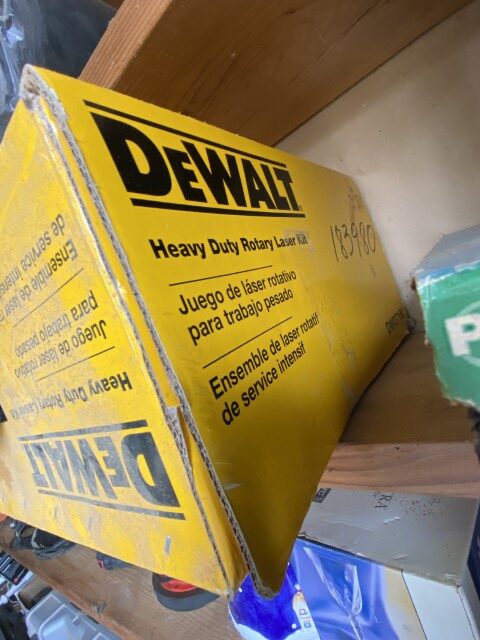 DEWALT
Heavy Duty Rotary Laser Kit
183980
Juego de láser rotativo
para trabajo pesado
Ensemble de laser rotatif
de service intensif
Ensemble de laser
de service intensif
Juego de láser rotativo
para trabajo pesado
Heavy Duty Rotary Laser Kit
DEWALT
P